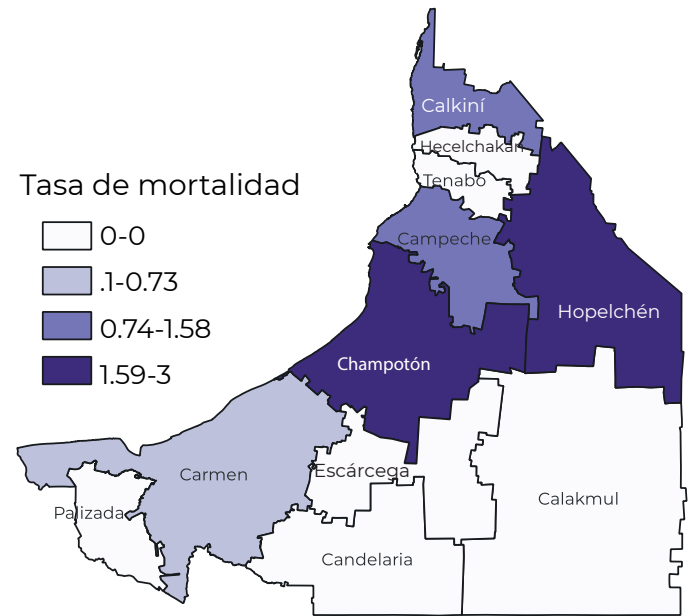 Calkiní
Hecelchakán
Tenabo
Tasa de mortalidad
0-0
.1-0.73
0.74-1.58
1.59-3
Campeche
Hopelchén
Champotón
Escárcega
Carmen
Calakmul
Palizada
Candelaria